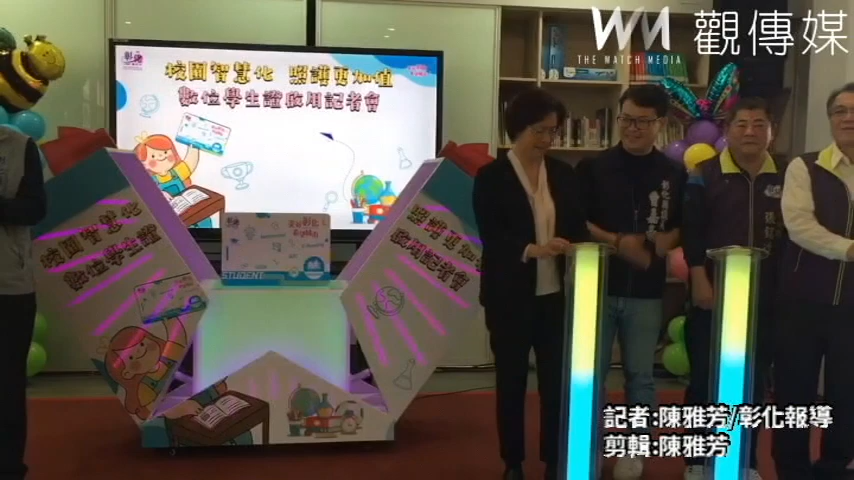 WM 觀傳媒
THE WATCH MEDIA
校園智慧化 照護更加值
數位學生證啟用記者會
校園智慧化
數位學生證
照護更加值
啟用記者會
STUDENT
記者:陳雅芳/彰化報導
剪輯:陳雅芳